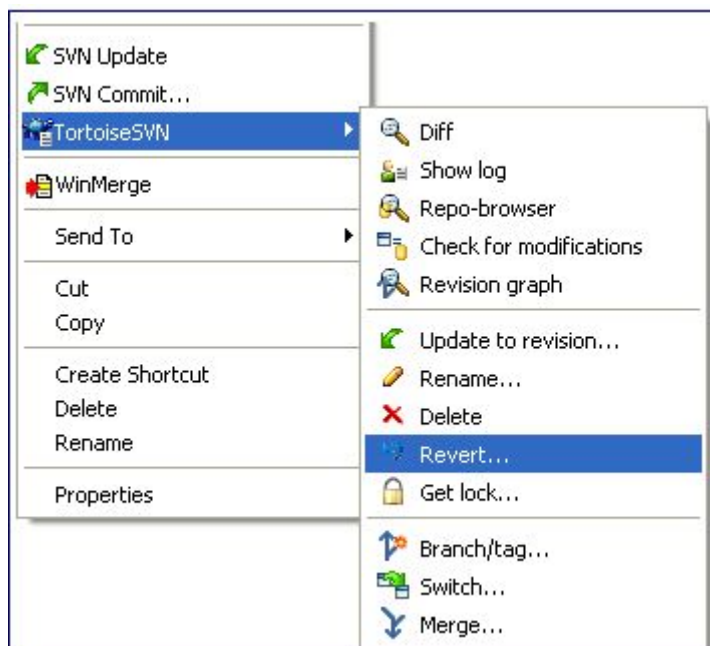 SVN Update
SVN Commit...
TortoiseSVN
WinMerge
Send To
Cut
Copy
Create Shortcut
Delete
Rename
Properties
Diff
Show log
Repo-browser
Check for modifications
Revision graph
Update to revision...
Rename...
Delete
Revert...
Get lock...
Branch/tag...
Switch...
Merge...